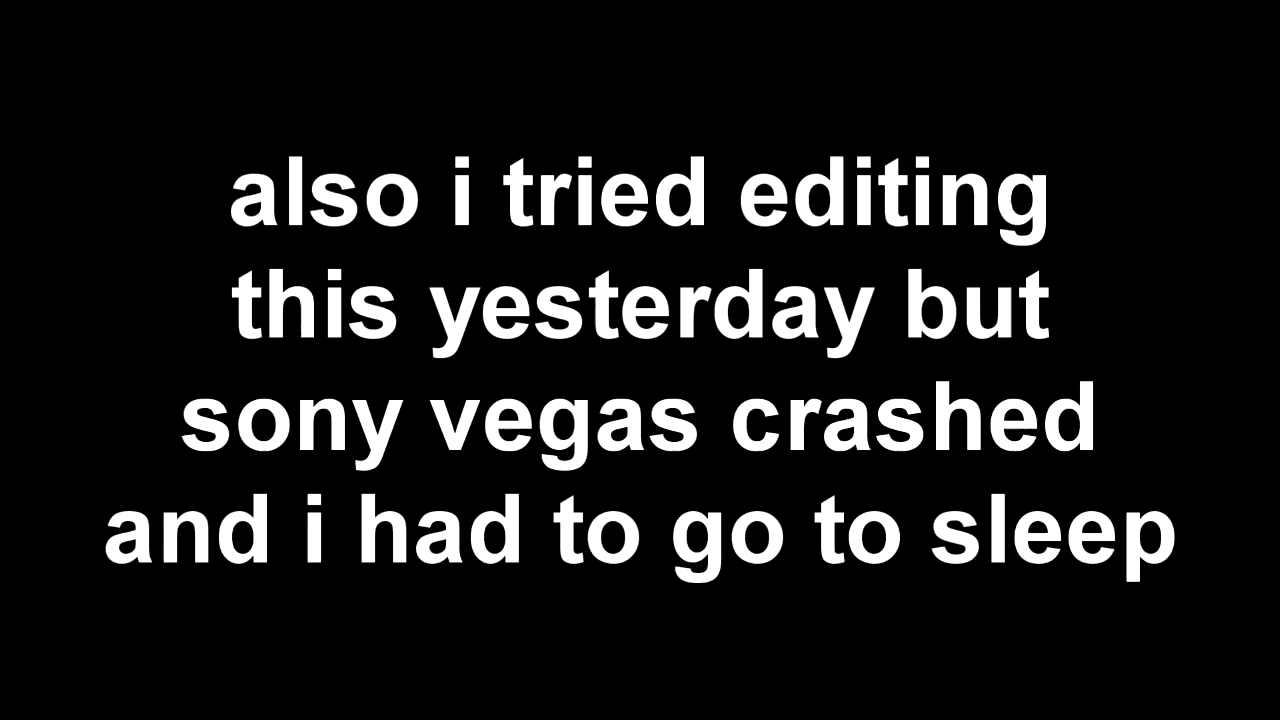 also i tried editing
this yesterday but
sony vegas crashed
and i had to go to sleep